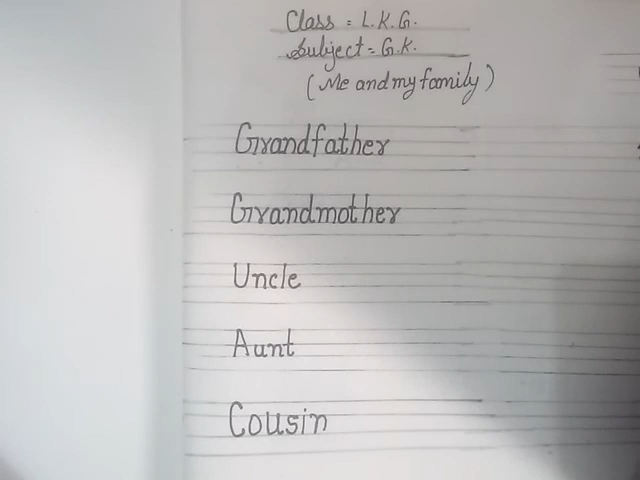 Class = L.K.G.
Subject = G.K.
(Me and my family)
Grandfather
Grandmother
Uncle
Aunt
Cousin